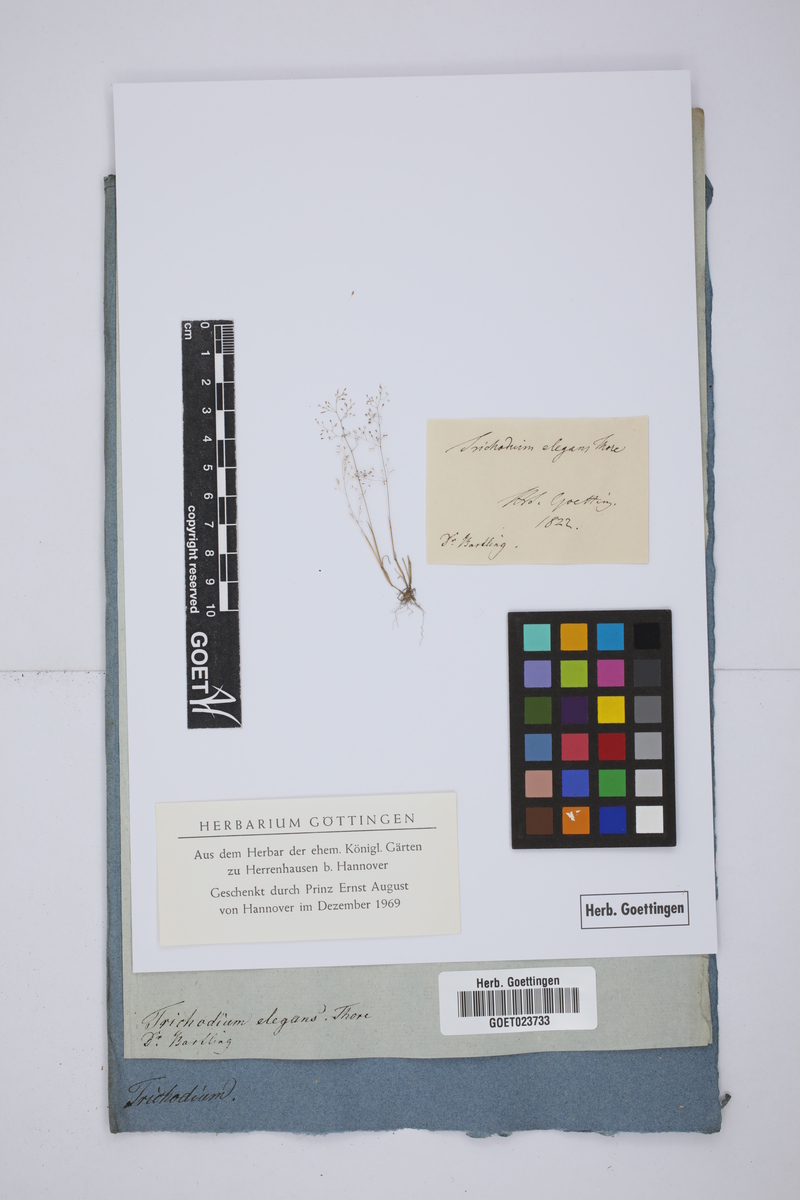 cm
0
1
2
3
4
5
6
7
8
9
10
copyright reserved
GOET
Trichodium elegans Thore
Hrb. Goetting.
1822.
Dr. Bartling.
HERBARIUM GÖTTINGEN
Aus dem Herbar der ehem. Königl. Gärten
zu Herrenhausen b. Hannover
Geschenkt durch Prinz Ernst August
von Hannover im Dezember 1969
Herb. Goettingen
Herb. Goettingen
GOET023733
Trichodium elegans. Thore
Dr. Bartling
Trichodium.